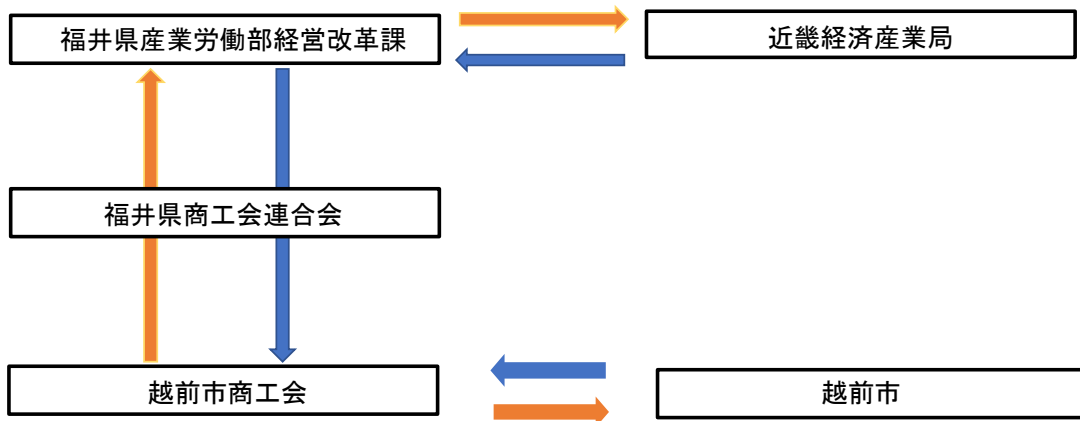 福井県産業労働部経営改革課
近畿経済産業局
福井県商工会連合会
越前市商工会
越前市